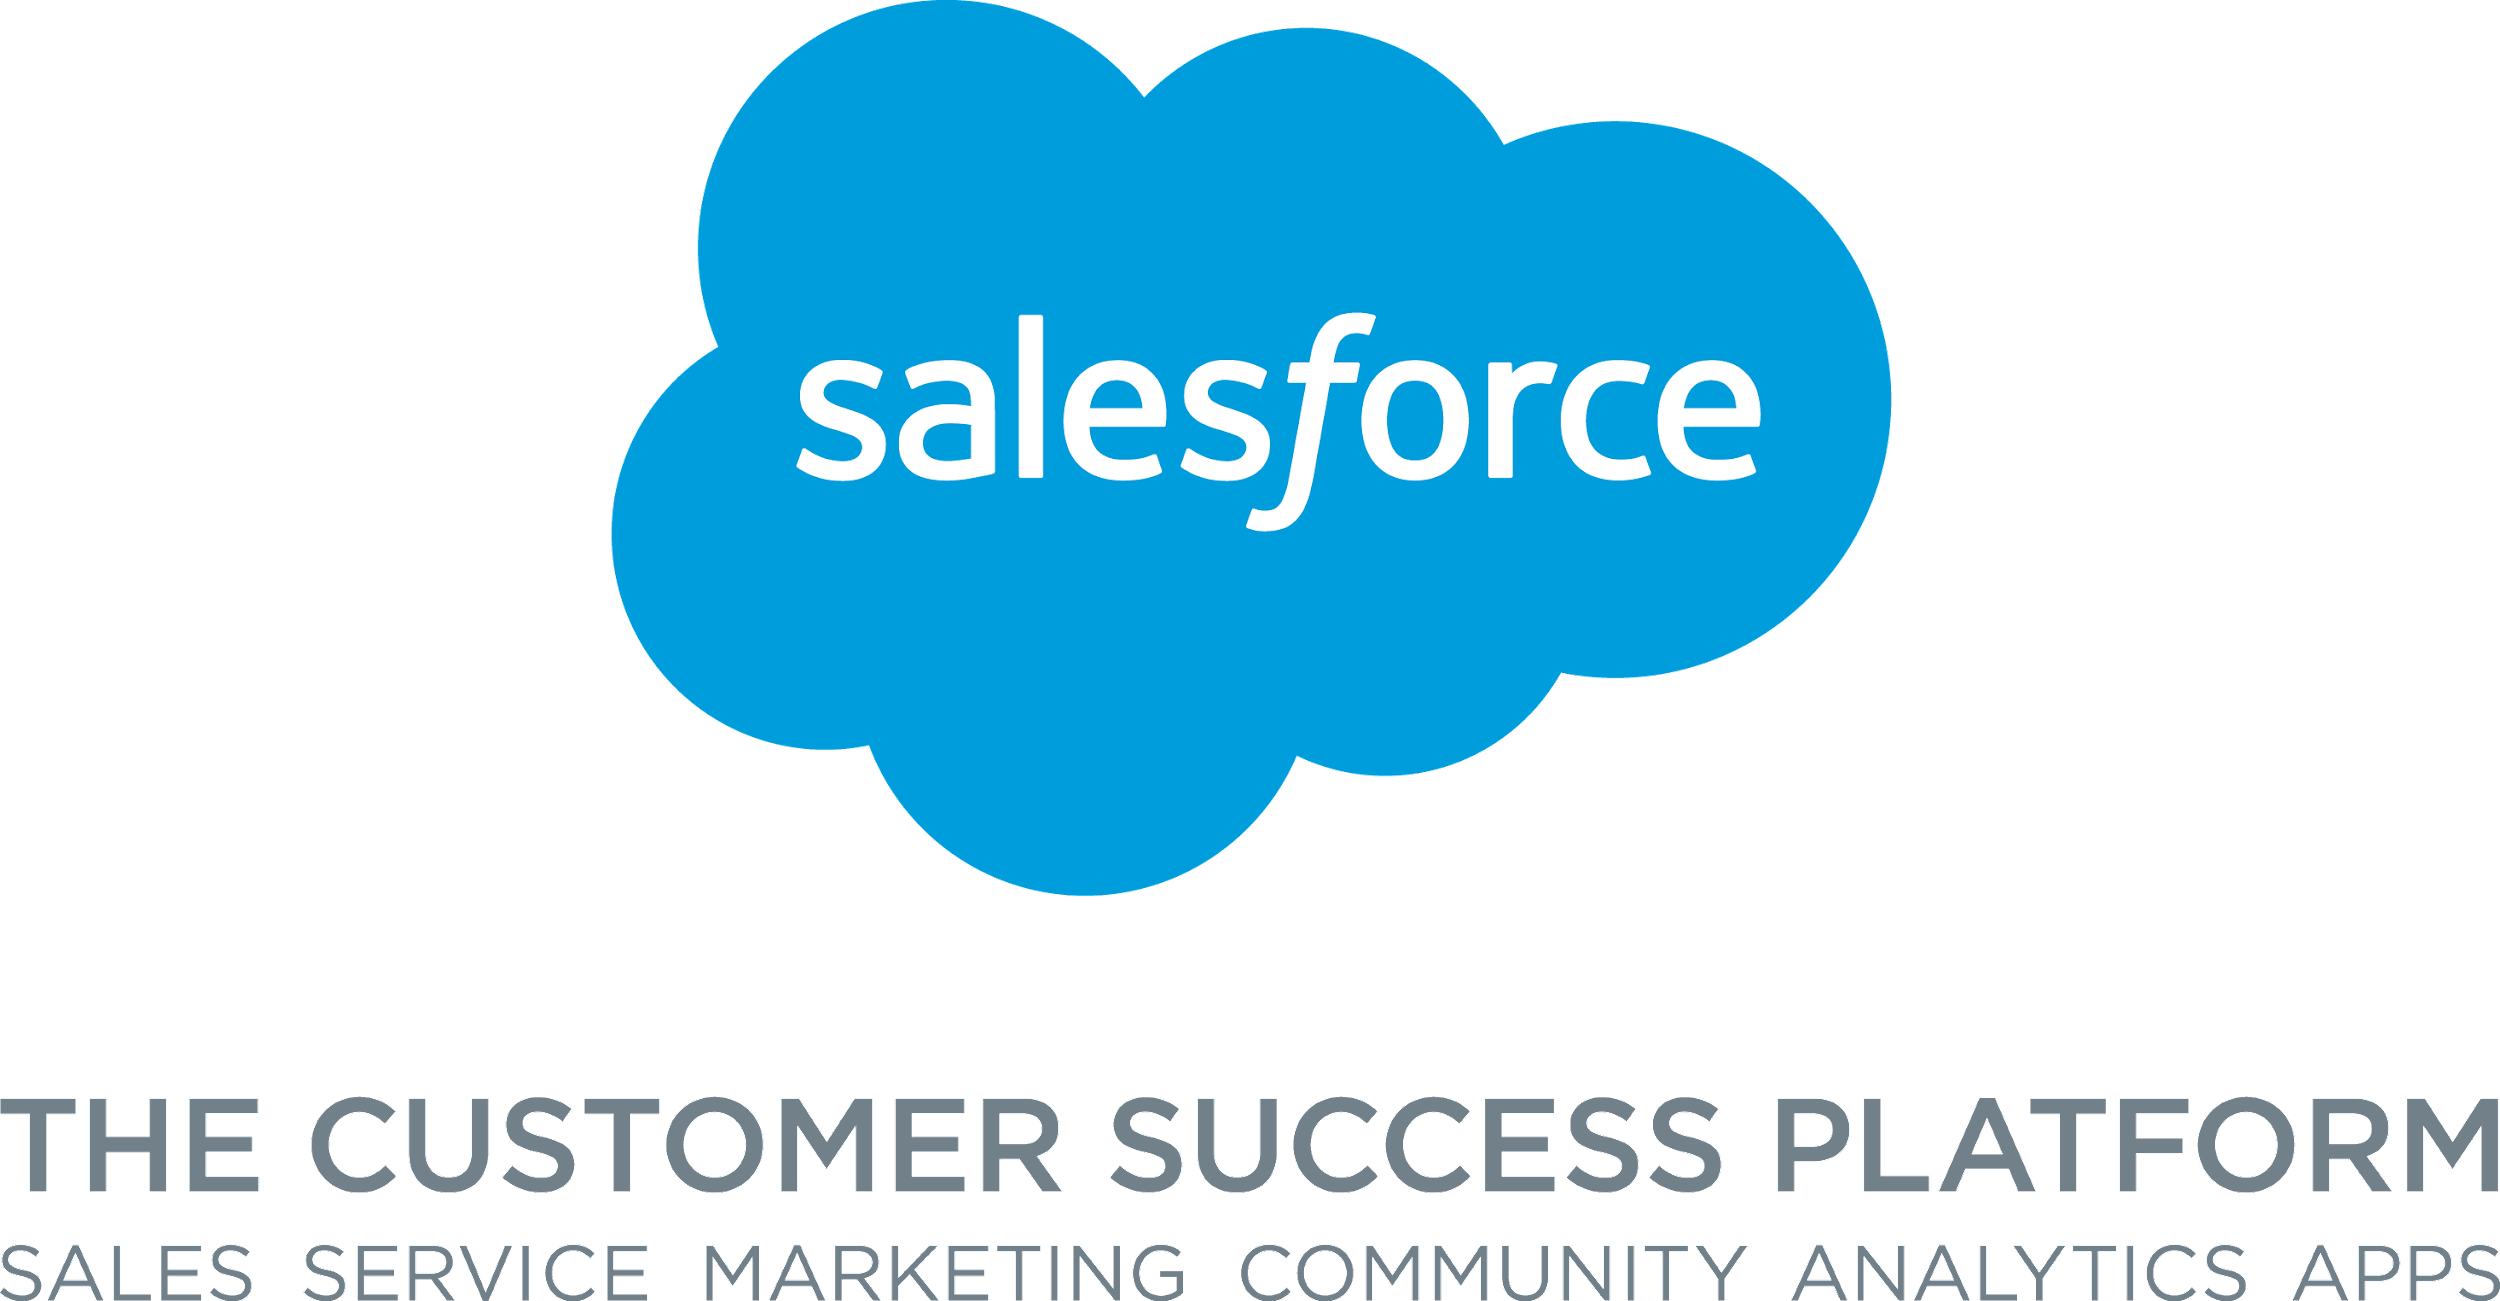 salesforce
THE CUSTOMER SUCCESS PLATFORM
SALES SERVICE MARKETING COMMUNITY ANALYTICS APPS